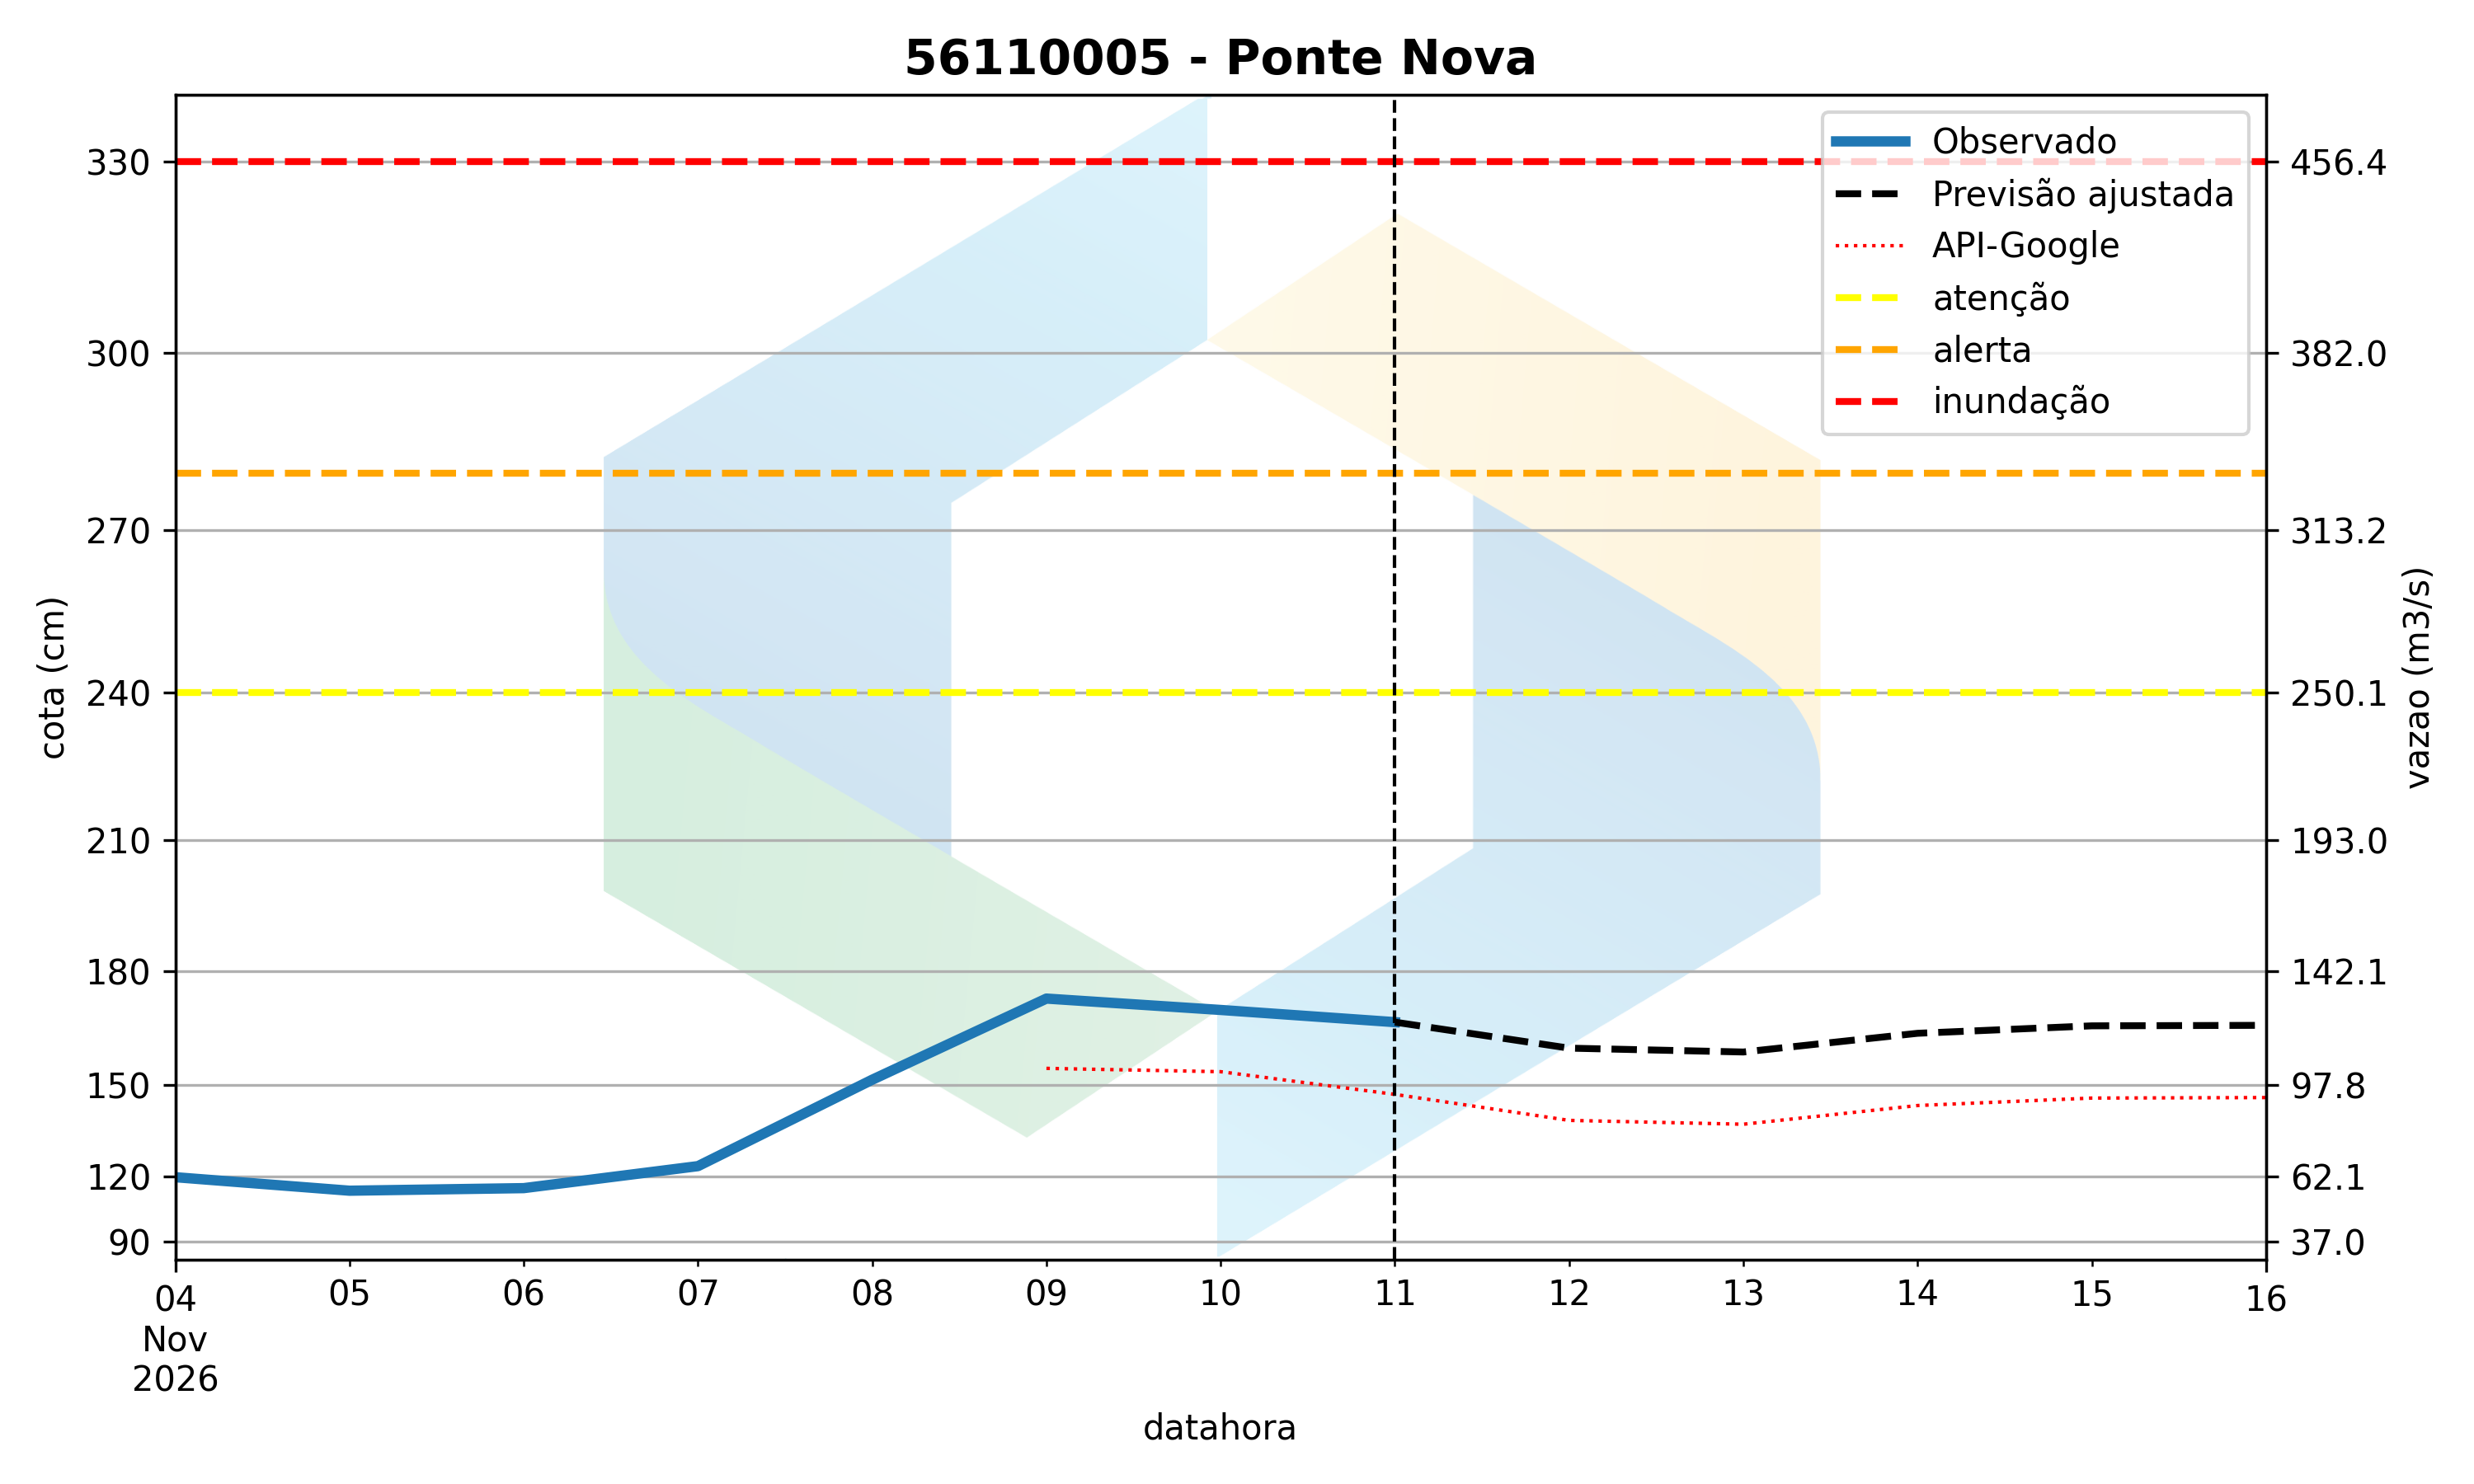 56110005 - Ponte Nova
Observado
Previsão ajustada
API-Google
atenção
alerta
inundação
330
300
270
240
210
180
150
120
90
cota (cm)
456.4
382.0
313.2
250.1
193.0
142.1
97.8
62.1
37.0
vazao (m3/s)
04 05 06 07 08 09 10 11 12 13 14 15 16
Nov
2026
datahora